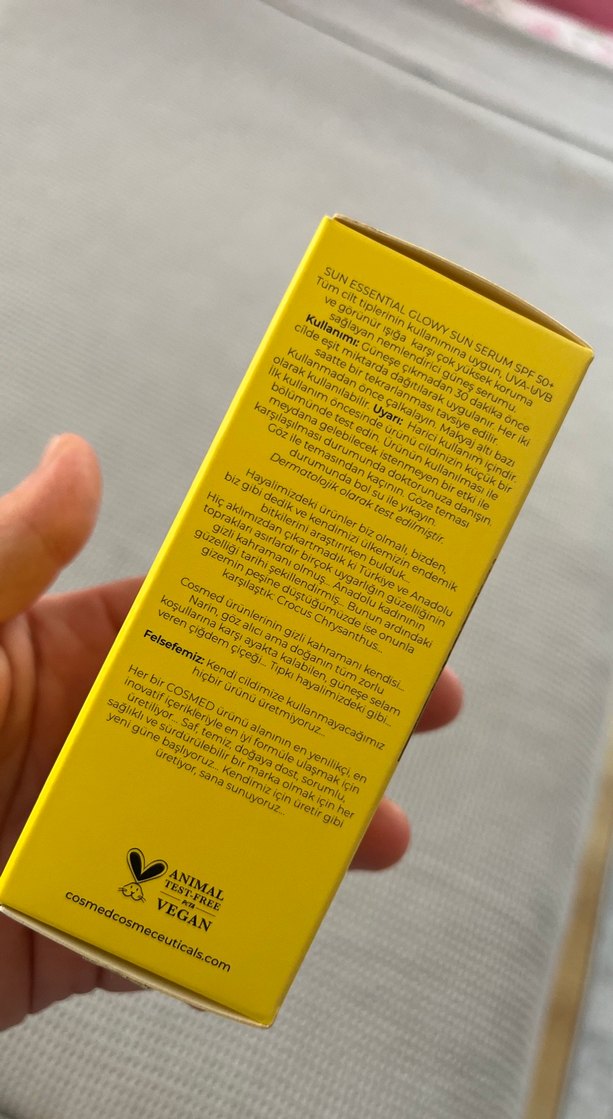 SUN ESSENTIAL GLOWY SUN SERUM SPF 50+
Tüm cilt tiplerinin kullanımına uygun, UVA-UVB
ve görünür ışığa karşı çok yüksek koruma
sağlayan nemlendirici güneş serumu.
Kullanımı: Güneşe çıkmadan 30 dakika önce
cilde eşit miktarda dağıtılarak uygulanır. Her iki
saatte bir tekrarlanması tavsiye edilir.
Kullanmadan önce çalkalayın. Makyaj altı bazı
olarak kullanılabilir. Uyarı: Harici kullanım içindir.
İlk kullanım öncesinde ürünü cildinizin küçük bir
bölümünde test edin. Ürünün kullanılması ile
meydana gelebilecek istenmeyen bir etki ile
karşılaşılması durumunda doktorunuza danışın.
Göz ile temasından kaçının. Göze teması
durumunda bol su ile yıkayın.
Dermatolojik olarak test edilmiştir.
Hayalimizdeki ürünler biz olmalı, bizden,
biz gibi dedik ve kendimizi ülkemizin endemik
bitkilerini araştırırken bulduk...
Hiç aklımızdan çıkartmadık ki Türkiye ve Anadolu
toprakları asırlardır birçok uygarlığın güzelliğinin
gizli kahramanı olmuş... Anadolu kadınının
güzelliği tarihi şekillendirmiş... Bunun ardındaki
gizemin peşine düştüğümüzde ise onunla
karşılaştık: Crocus Chrysanthus...
Cosmed ürünlerinin gizli kahramanı kendisi...
Narin, göz alıcı ama doğanın tüm zorlu
koşullarına karşı ayakta kalabilen, güneşe selam
veren çiğdem çiçeği... Tıpkı hayalimizdeki gibi...
Felsefemiz: Kendi cildimize kullanmayacağımız
hiçbir ürünü üretmiyoruz...
Her bir COSMED ürünü alanının en yenilikçi, en
inovatif içerikleriyle en iyi formüle ulaşmak için
üretiliyor... Saf, temiz, doğaya dost, sorumlu,
sağlıklı ve sürdürülebilir bir marka olmak için her
yeni güne başlıyoruz... Kendimiz için üretir gibi
üretiyor, sana sunuyoruz...
ANIMAL
TEST-FREE
PETA
VEGAN
cosmedcosmeceuticals.com